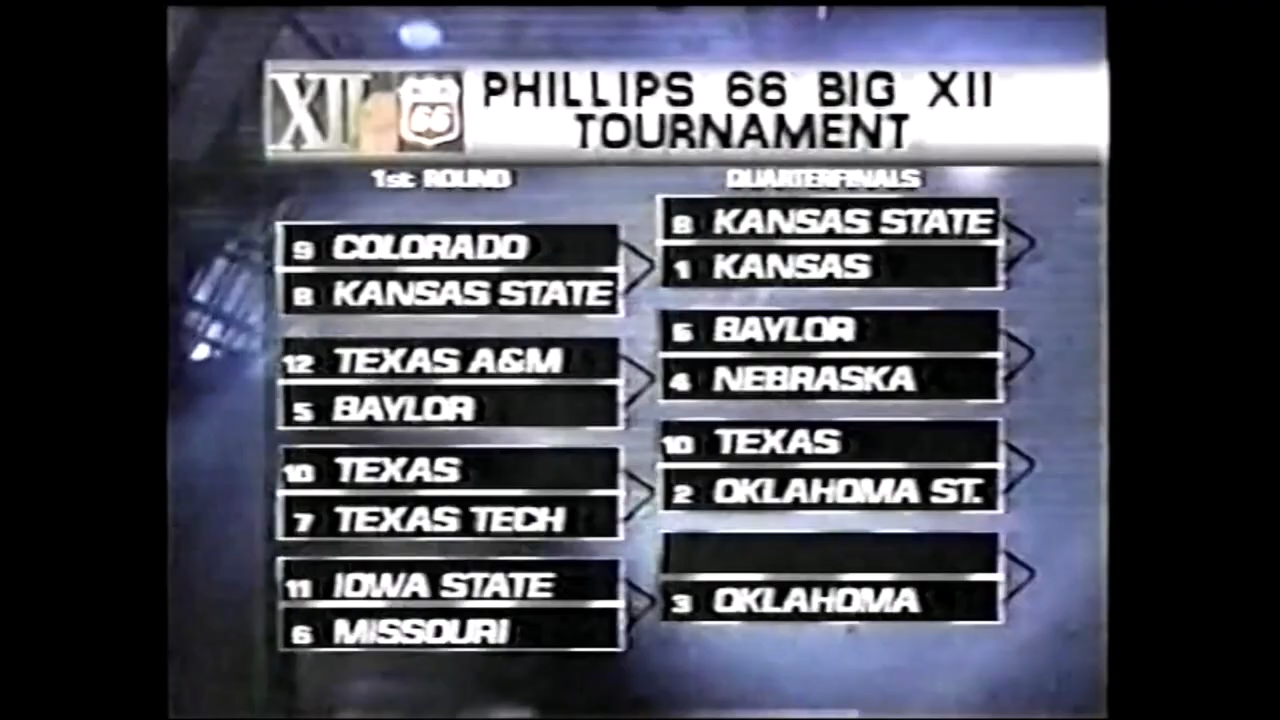 XII
66
PHILLIPS 66 BIG XII
TOURNAMENT
1st ROUND
9 COLORADO
8 KANSAS STATE
12 TEXAS A&M
5 BAYLOR
10 TEXAS
7 TEXAS TECH
11 IOWA STATE
6 MISSOURI
QUARTERFINALS
8 KANSAS STATE
1 KANSAS
5 BAYLOR
4 NEBRASKA
10 TEXAS
2 OKLAHOMA ST.
3 OKLAHOMA